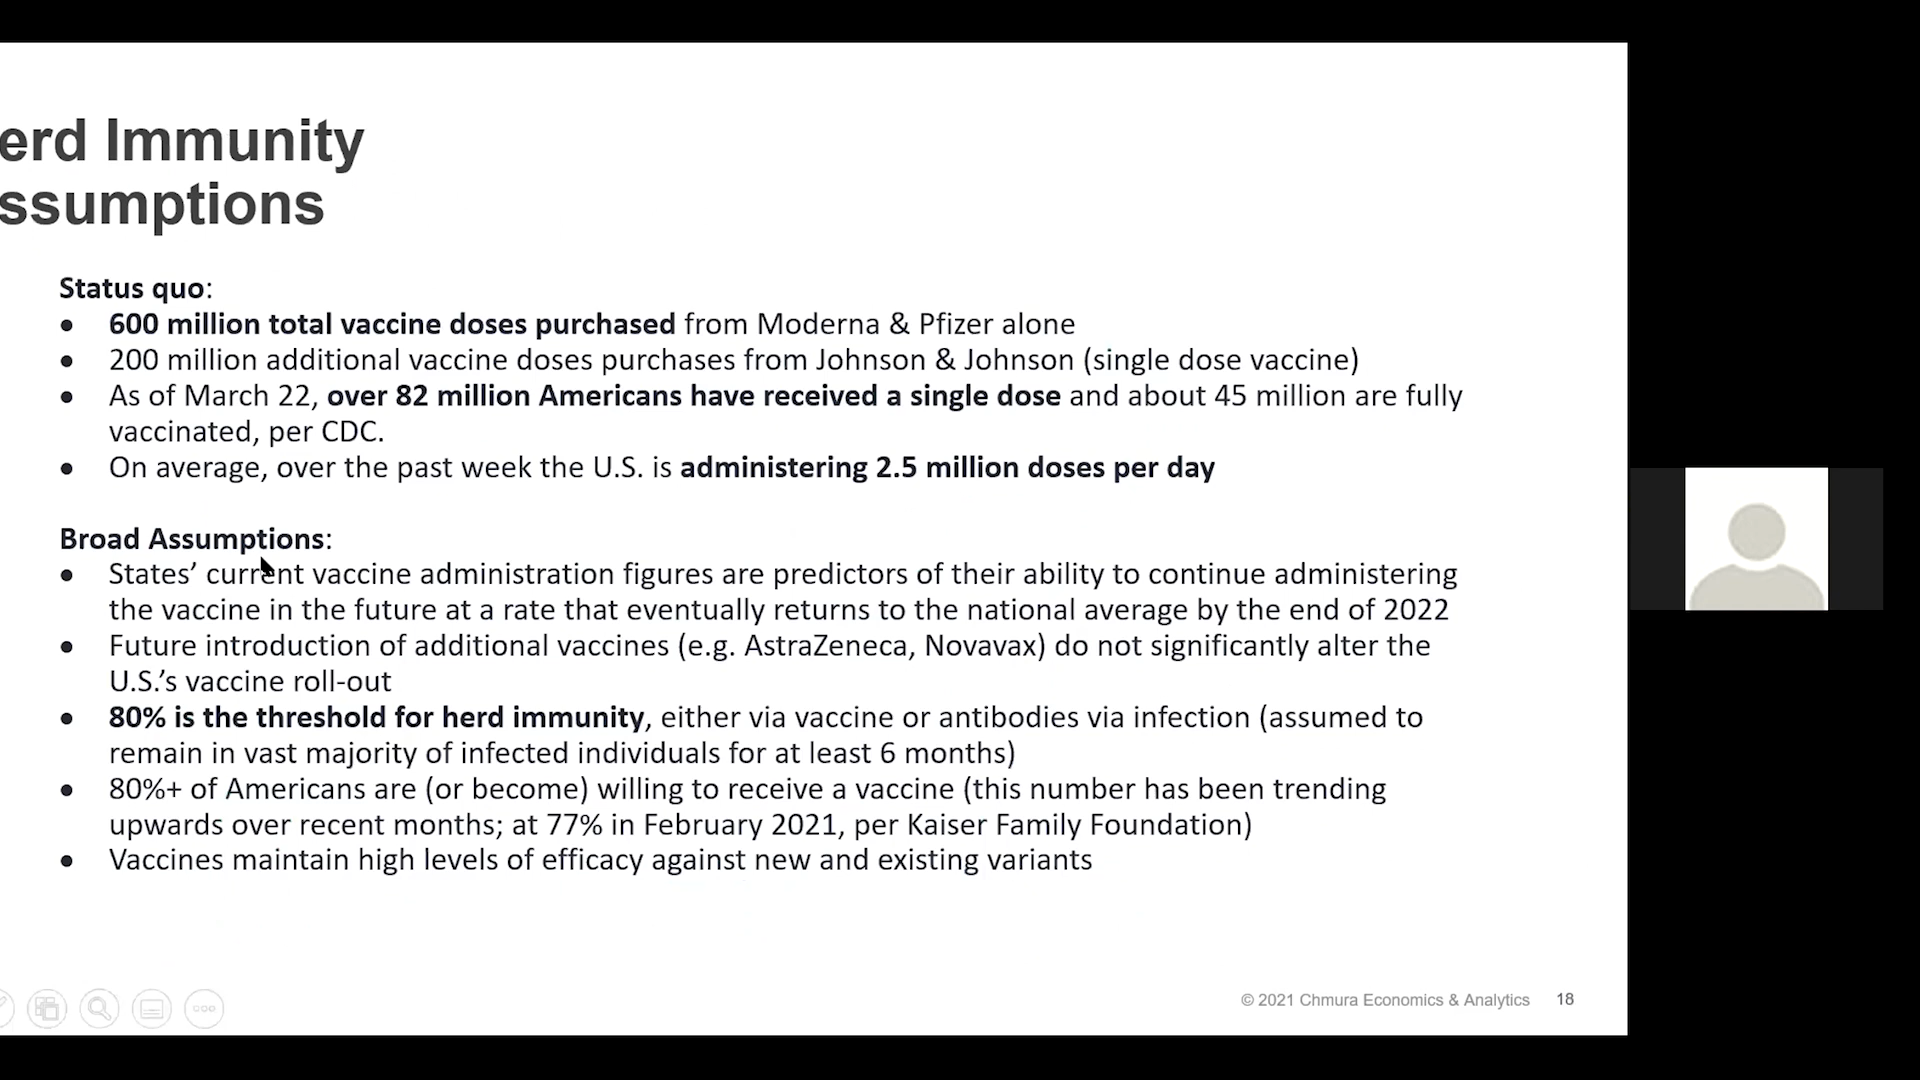 erd Immunity
ssumptions
Status quo:
• 600 million total vaccine doses purchased from Moderna & Pfizer alone
• 200 million additional vaccine doses purchases from Johnson & Johnson (single dose vaccine)
• As of March 22, over 82 million Americans have received a single dose and about 45 million are fully
vaccinated, per CDC.
• On average, over the past week the U.S. is administering 2.5 million doses per day
Broad Assumptions:
• States’ current vaccine administration figures are predictors of their ability to continue administering
the vaccine in the future at a rate that eventually returns to the national average by the end of 2022
• Future introduction of additional vaccines (e.g. AstraZeneca, Novavax) do not significantly alter the
U.S.’s vaccine roll-out
• 80% is the threshold for herd immunity, either via vaccine or antibodies via infection (assumed to
remain in vast majority of infected individuals for at least 6 months)
• 80%+ of Americans are (or become) willing to receive a vaccine (this number has been trending
upwards over recent months; at 77% in February 2021, per Kaiser Family Foundation)
• Vaccines maintain high levels of efficacy against new and existing variants
© 2021 Chmura Economics & Analytics 18